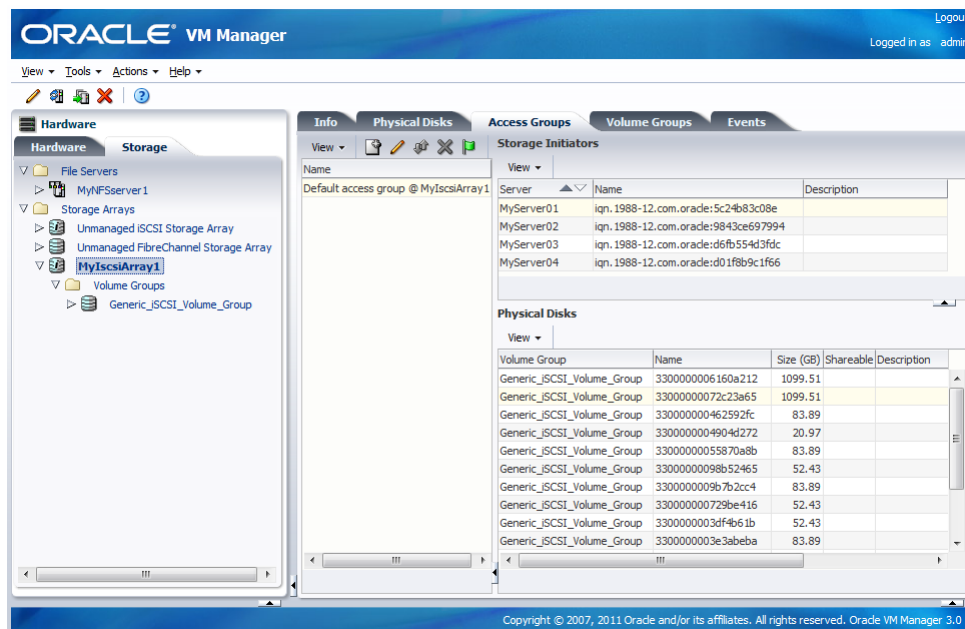 ORACLE® VM Manager
Logou
Logged in as admin
View Tools Actions Help
Hardware
Hardware Storage
File Servers
MyNFSserver1
Storage Arrays
Unmanaged iSCSI Storage Array
Unmanaged FibreChannel Storage Array
MyIscsiArray1
Volume Groups
Generic_iSCSI_Volume_Group
Info Physical Disks Access Groups Volume Groups Events
View
Name
Default access group @ MyIscsiArray1
Storage Initiators
View
Server Name Description
MyServer01 iqn.1988-12.com.oracle:5c24b83c08e
MyServer02 iqn.1988-12.com.oracle:9843ce697994
MyServer03 iqn.1988-12.com.oracle:d6fb554d3fdc
MyServer04 iqn.1988-12.com.oracle:d01f8b9c1f66
Physical Disks
View
Volume Group Name Size (GB) Shareable Description
Generic_iSCSI_Volume_Group 3300000006160a212 1099.51
Generic_iSCSI_Volume_Group 33000000072c23a65 1099.51
Generic_iSCSI_Volume_Group 330000000462592fc 83.89
Generic_iSCSI_Volume_Group 3300000004904d272 20.97
Generic_iSCSI_Volume_Group 33000000055870a8b 83.89
Generic_iSCSI_Volume_Group 33000000098b52465 52.43
Generic_iSCSI_Volume_Group 3300000009b7b2cc4 83.89
Generic_iSCSI_Volume_Group 330000000729be416 52.43
Generic_iSCSI_Volume_Group 3300000003df4b61b 52.43
Generic_iSCSI_Volume_Group 3300000003e3abeba 83.89
Copyright © 2007, 2011 Oracle and/or its affiliates. All rights reserved. Oracle VM Manager 3.0